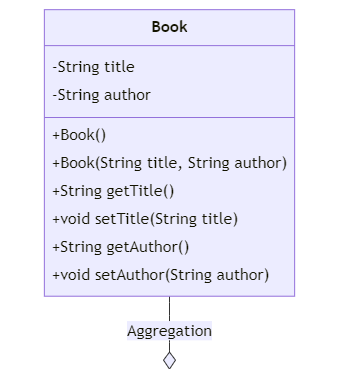 Book
-String title
-String author
+Book()
+Book(String title, String author)
+String getTitle()
+void setTitle(String title)
+String getAuthor()
+void setAuthor(String author)
Aggregation